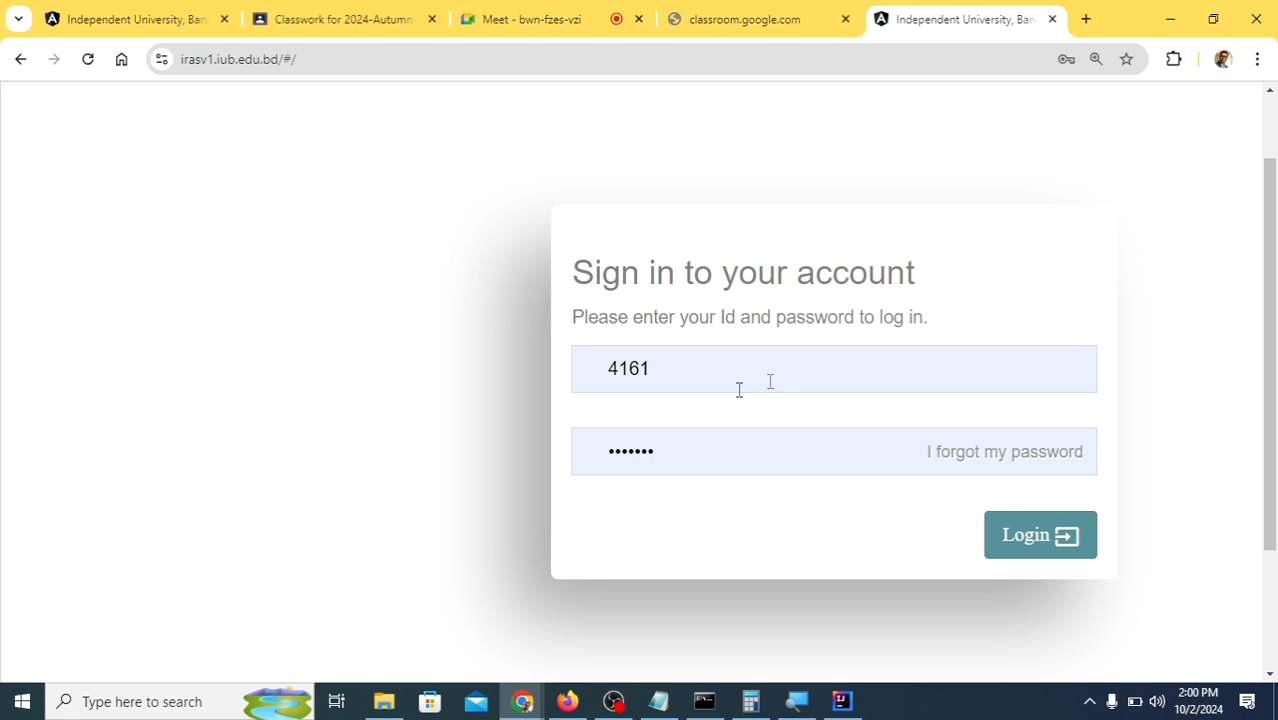 Independent University, Ban
Classwork for 2024-Autumn-
Meet - bwn-fzes-vzi
classroom.google.com
Independent University, Ban
irasv1.iub.edu.bd/#/
Sign in to your account
Please enter your Id and password to log in.
4161
•••••••
I forgot my password
Login
Type here to search
2:00 PM
10/2/2024